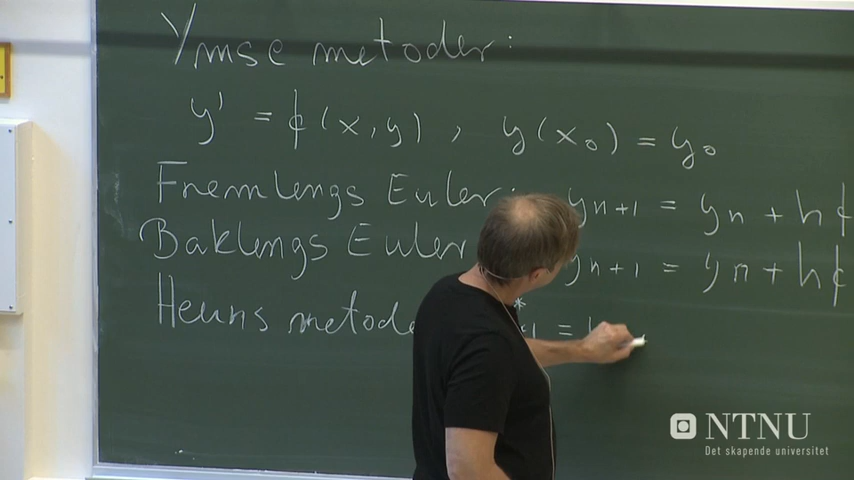 Ymse metoder:
y' = f(x,y), y(x₀) = y₀
Fremlengs Euler: yn+1 = yn + hf
Baklengs Euler yn+1 = yn + hf
Heuns metode * =
NTNU
Det skapende universitet